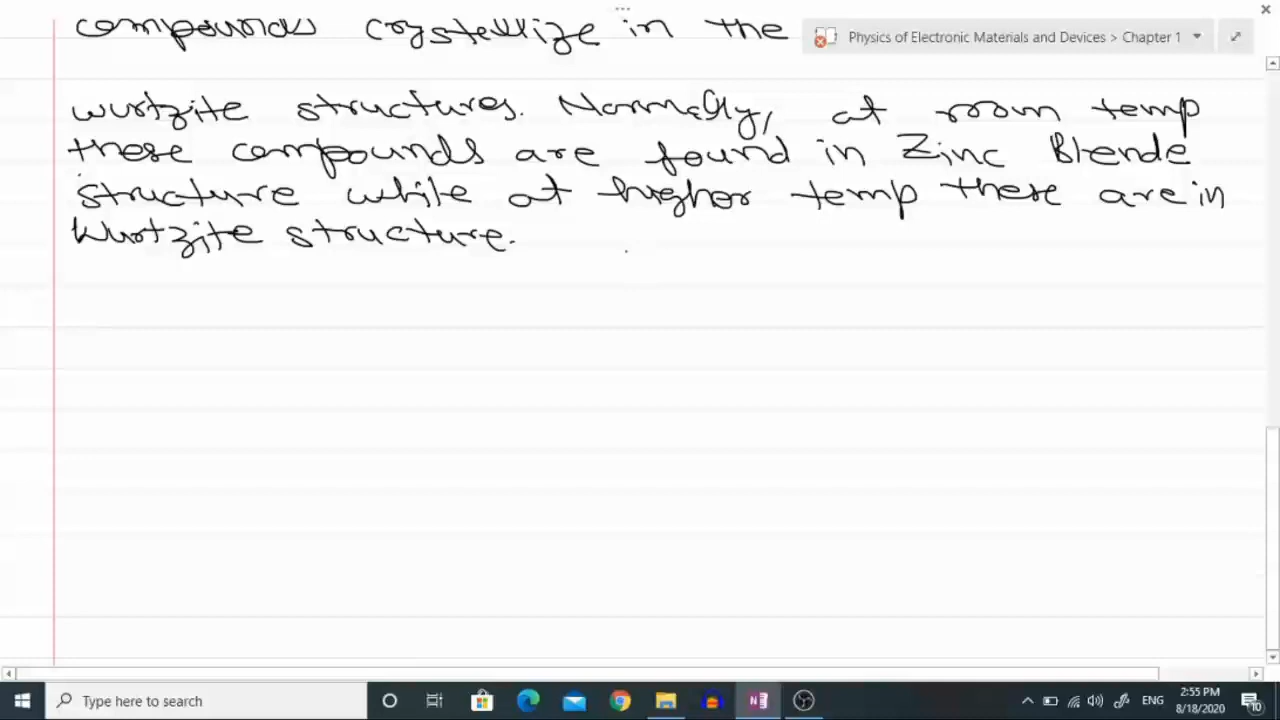 ...
compounds crystellize in the
Physics of Electronic Materials and Devices > Chapter 1
wurtzite structures. Normally, at room temp
these compounds are found in Zinc Blende
structure while at higher temp these are in
Wurtzite structure.
Type here to search
ENG
2:55 PM
8/18/2020
10